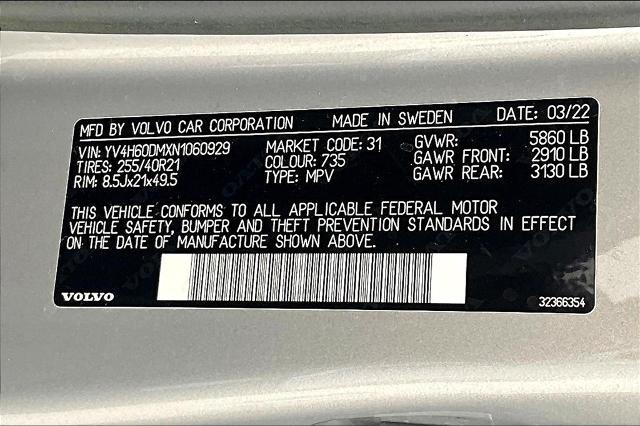 MFD BY VOLVO CAR CORPORATION MADE IN SWEDEN DATE: 03/22
VIN: YV4H60DMXN1060929 MARKET CODE: 31 GVWR: 5860 LB
TIRES: 255/40R21 COLOUR: 735 GAWR FRONT: 2910 LB
RIM: 8.5Jx21x49.5 TYPE: MPV GAWR REAR: 3130 LB
THIS VEHICLE CONFORMS TO ALL APPLICABLE FEDERAL MOTOR
VEHICLE SAFETY, BUMPER AND THEFT PREVENTION STANDARDS IN EFFECT
ON THE DATE OF MANUFACTURE SHOWN ABOVE.
VOLVO 32366354